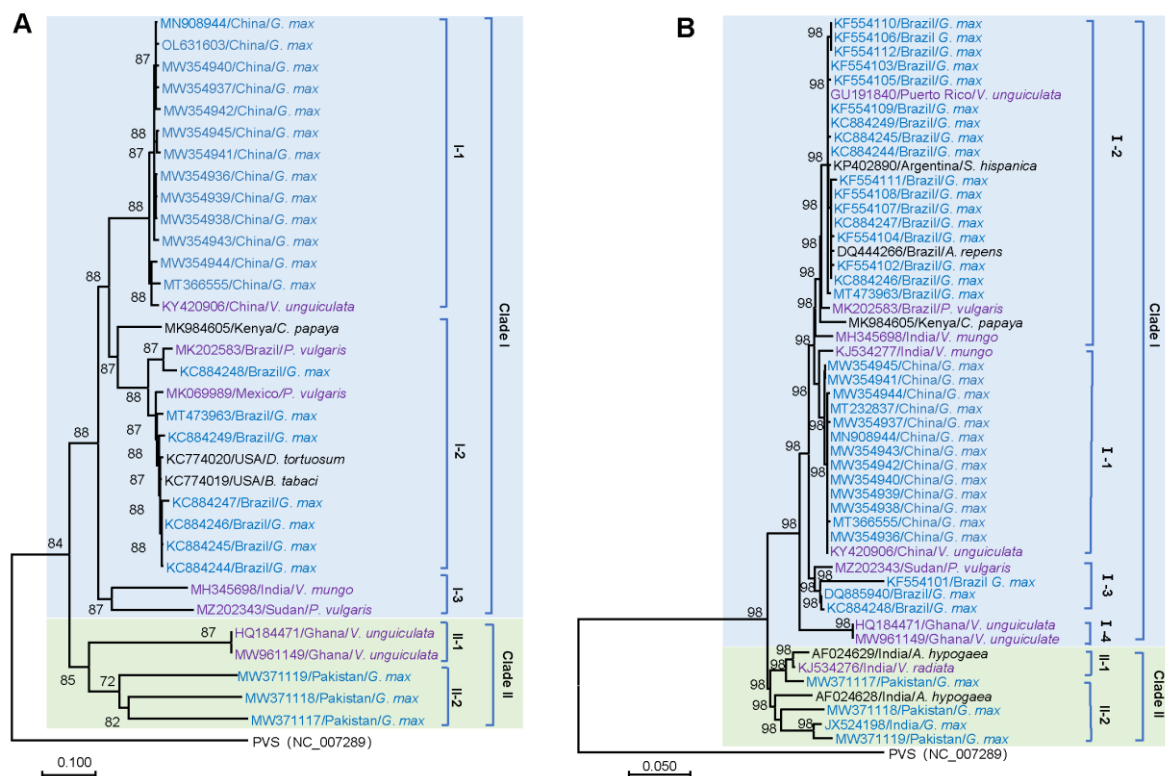 A
MN908944/China/G. max
OL631603/China/G. max
87
MW354940/China/G. max
MW354937/China/G. max
MW354942/China/G. max
88
MW354945/China/G. max
87
MW354941/China/G. max
MW354936/China/G. max
88
MW354939/China/G. max
MW354938/China/G. max
MW354943/China/G. max
MW354944/China/G. max
88
MT366555/China/G. max
88
KY420906/China/V. unguiculata
I-1
MK984605/Kenya/C. papaya
87
MK202583/Brazil/P. vulgaris
87
KC884248/Brazil/G. max
88
MK069989/Mexico/P. vulgaris
MT473963/Brazil/G. max
87
KC884249/Brazil/G. max
88
88
KC774020/USA/D. tortuosum
87
KC774019/USA/B. tabaci
KC884247/Brazil/G. max
88
KC884246/Brazil/G. max
88
KC884245/Brazil/G. max
KC884244/Brazil/G. max
I-2
84
MH345698/India/V. mungo
87
MZ202343/Sudan/P. vulgaris
I-3
Clade I
87
HQ184471/Ghana/V. unguiculata
MW961149/Ghana/V. unguiculata
II-1
85
72
MW371119/Pakistan/G. max
MW371118/Pakistan/G. max
82
MW371117/Pakistan/G. max
II-2
Clade II
PVS (NC_007289)
0.100
B
98
KF554110/Brazil/G. max
KF554106/Brazil G. max
KF554112/Brazil/G. max
KF554103/Brazil/G. max
98
KF554105/Brazil/G. max
GU191840/Puerto Rico/V. unguiculata
KF554109/Brazil/G. max
KC884249/Brazil/G. max
98
KC884245/Brazil/G. max
98
KC884244/Brazil/G. max
KP402890/Argentina/S. hispanica
KF554111/Brazil/G. max
KF554108/Brazil/G. max
98
KF554107/Brazil/G. max
KC884247/Brazil/G. max
98
KF554104/Brazil/G. max
DQ444266/Brazil/A. repens
98
KF554102/Brazil/G. max
KC884246/Brazil/G. max
MT473963/Brazil/G. max
98
MK202583/Brazil/P. vulgaris
MK984605/Kenya/C. papaya
98
MH345698/India/V. mungo
I-2
KJ534277/India/V. mungo
MW354945/China/G. max
98
MW354941/China/G. max
MW354944/China/G. max
MT232837/China/G. max
98
MW354937/China/G. max
MN908944/China/G. max
98
MW354943/China/G. max
98
MW354942/China/G. max
MW354940/China/G. max
MW354939/China/G. max
MW354938/China/G. max
98
MT366555/China/G. max
MW354936/China/G. max
KY420906/China/V. unguiculata
I-1
98
MZ202343/Sudan/P. vulgaris
98
KF554101/Brazil G. max
DQ885940/Brazil/G. max
98
KC884248/Brazil/G. max
I-3
98
98
HQ184471/Ghana/V. unguiculata
MW961149/Ghana/V. unguiculate
I-4
Clade I
98
AF024629/India/A. hypogaea
98
KJ534276/India/V. radiata
MW371117/Pakistan/G. max
II-1
98
AF024628/India/A. hypogaea
MW371118/Pakistan/G. max
98
98
JX524198/India/G. max
MW371119/Pakistan/G. max
II-2
Clade II
PVS (NC_007289)
0.050